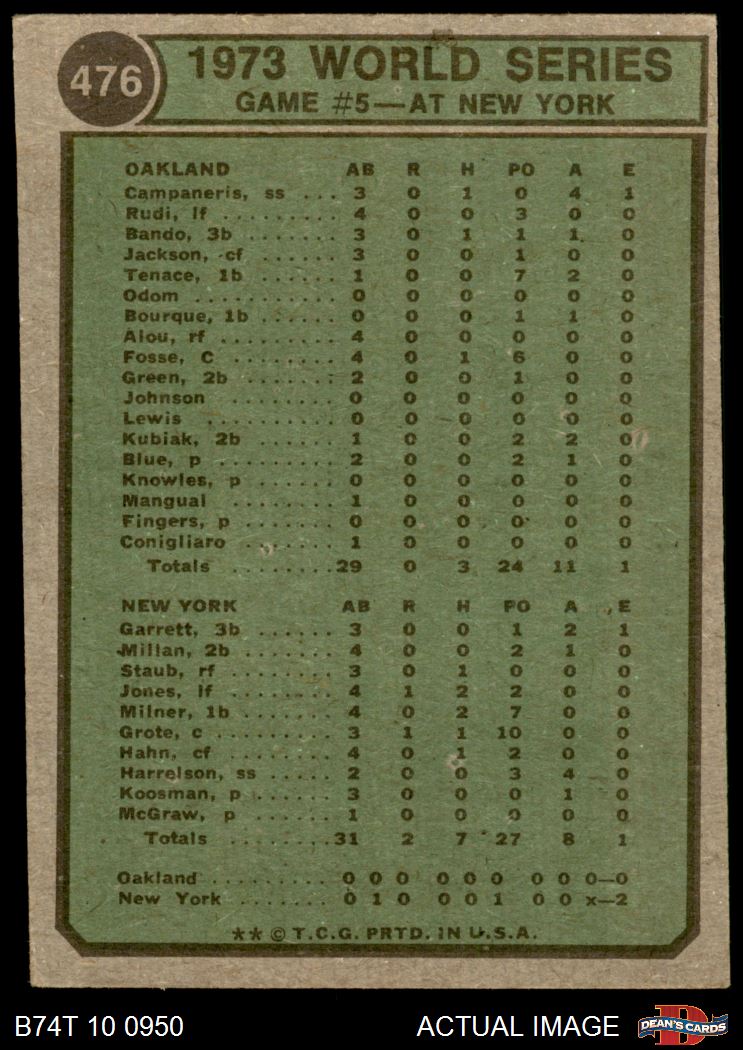 476
1973 WORLD SERIES
GAME #5—AT NEW YORK
OAKLAND AB R H PO A E
Campaneris, ss ... 3 0 1 0 4 1
Rudi, lf ......... 4 0 0 3 0 0
Bando, 3b ....... 3 0 1 1 1 0
Jackson, cf ...... 3 0 0 1 0 0
Tenace, 1b ...... 1 0 0 7 2 0
Odom .......... 0 0 0 0 0 0
Bourque, 1b ..... 0 0 0 1 1 0
Alou, rf ......... 4 0 0 0 0 0
Fosse, C ........ 4 0 1 6 0 0
Green, 2b ....... 2 0 0 1 0 0
Johnson ........ 0 0 0 0 0 0
Lewis ......... 0 0 0 0 0 0
Kubiak, 2b ...... 1 0 0 2 2 0
Blue, p ......... 2 0 0 2 1 0
Knowles, p ...... 0 0 0 0 0 0
Mangual ........ 1 0 0 0 0 0
Fingers, p ....... 0 0 0 0 0 0
Conigliaro ....... 1 0 0 0 0 0
Totals ........ 29 0 3 24 11 1
NEW YORK AB R H PO A E
Garrett, 3b ...... 3 0 0 1 2 1
Millan, 2b ....... 4 0 0 2 1 0
Staub, rf ........ 3 0 1 0 0 0
Jones, lf ........ 4 1 2 2 0 0
Milner, 1b ....... 4 0 2 7 0 0
Grote, c ......... 3 1 1 10 0 0
Hahn, cf ........ 4 0 1 2 0 0
Harrelson, ss ..... 2 0 0 3 4 0
Koosman, p ...... 3 0 0 0 1 0
McGraw, p ...... 1 0 0 0 0 0
Totals ........ 31 2 7 27 8 1
Oakland .......... 0 0 0 0 0 0 0 0 0—0
New York ........ 0 1 0 0 0 1 0 0 x—2
** © T.C.G. PRTD. IN U.S.A.
B74T 10 0950 ACTUAL IMAGE DEAN'S CARDS